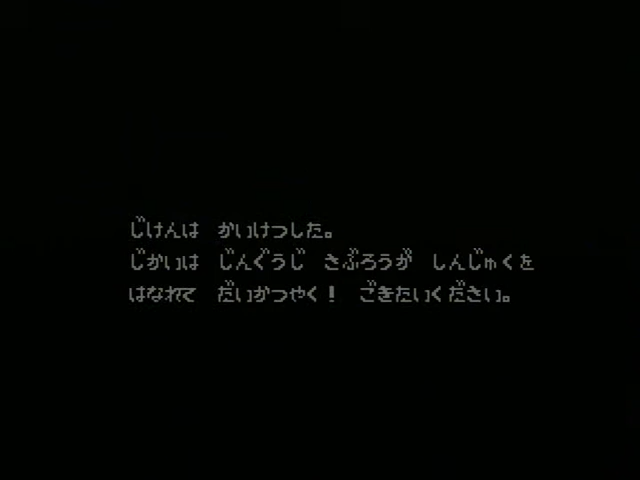 じけんは かいけつした。
じかいは じんぐうじ さぶろうが しんじゅくを
はなれて だいかつやく！ ごきたいください。